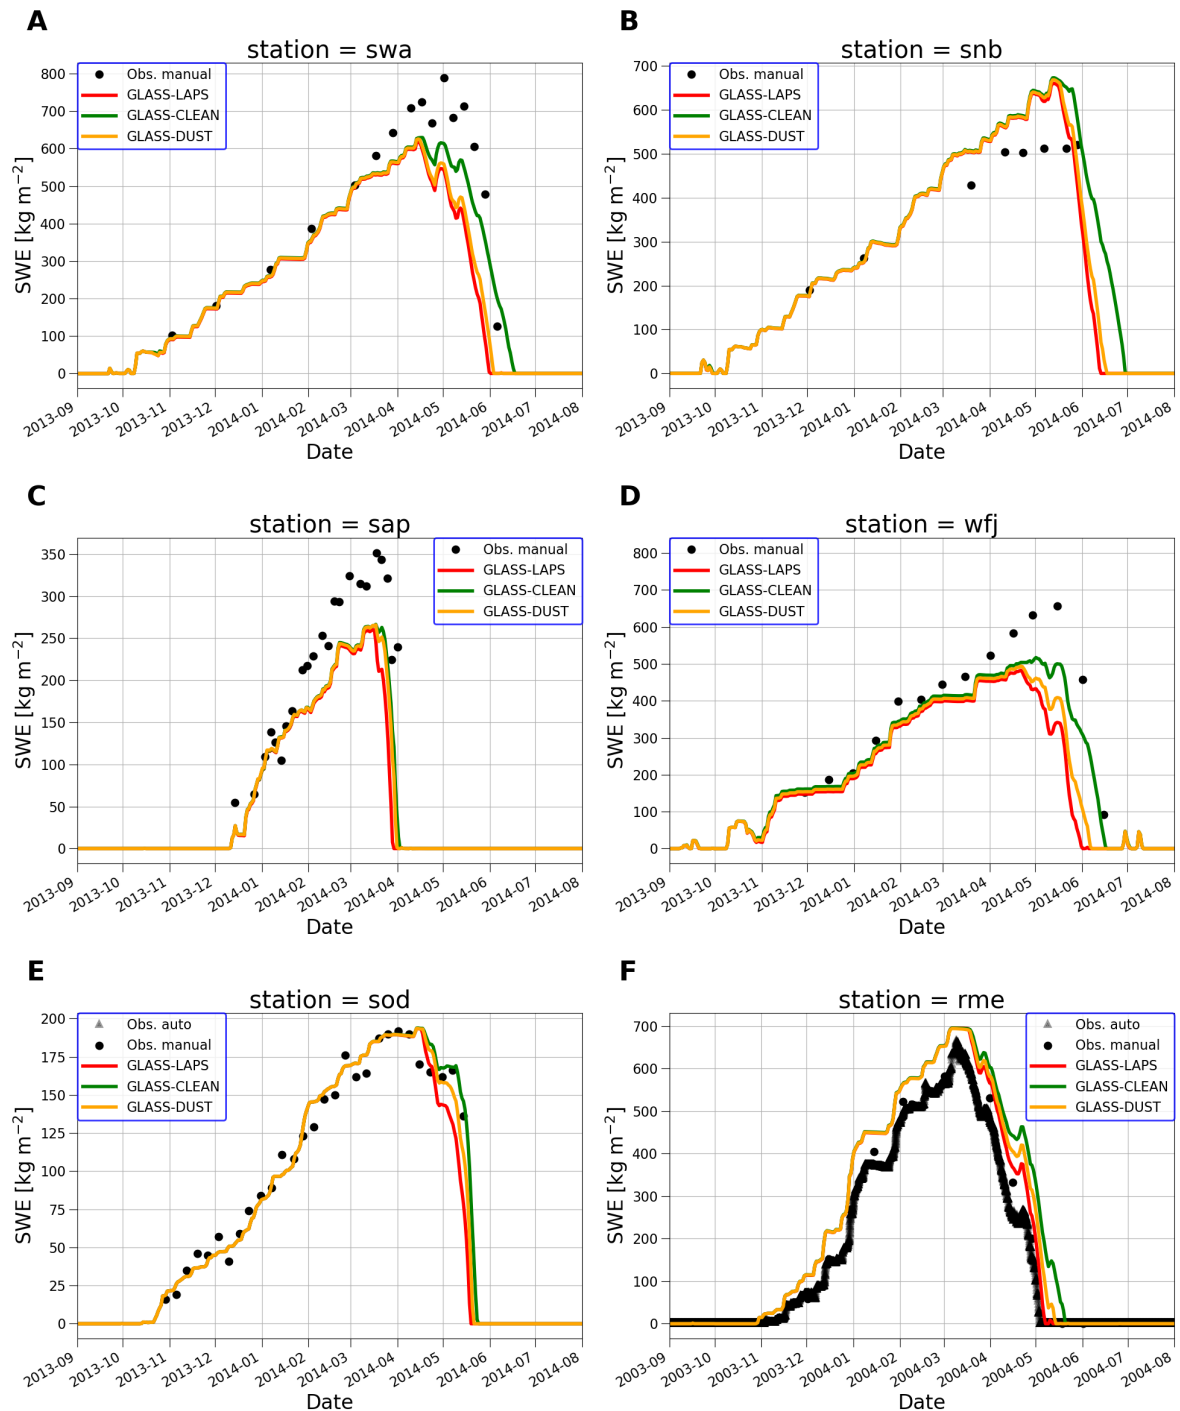 A
station = swa
Obs. manual
GLASS-LAPS
GLASS-CLEAN
GLASS-DUST
SWE [kg m⁻²]
800
700
600
500
400
300
200
100
0
2013-09 2013-10 2013-11 2013-12 2014-01 2014-02 2014-03 2014-04 2014-05 2014-06 2014-07 2014-08
Date
B
station = snb
Obs. manual
GLASS-LAPS
GLASS-CLEAN
GLASS-DUST
SWE [kg m⁻²]
700
600
500
400
300
200
100
0
2013-09 2013-10 2013-11 2013-12 2014-01 2014-02 2014-03 2014-04 2014-05 2014-06 2014-07 2014-08
Date
C
station = sap
Obs. manual
GLASS-LAPS
GLASS-CLEAN
GLASS-DUST
SWE [kg m⁻²]
350
300
250
200
150
100
50
0
2013-09 2013-10 2013-11 2013-12 2014-01 2014-02 2014-03 2014-04 2014-05 2014-06 2014-07 2014-08
Date
D
station = wfj
Obs. manual
GLASS-LAPS
GLASS-CLEAN
GLASS-DUST
SWE [kg m⁻²]
800
700
600
500
400
300
200
100
0
2013-09 2013-10 2013-11 2013-12 2014-01 2014-02 2014-03 2014-04 2014-05 2014-06 2014-07 2014-08
Date
E
station = sod
Obs. auto
Obs. manual
GLASS-LAPS
GLASS-CLEAN
GLASS-DUST
SWE [kg m⁻²]
200
175
150
125
100
75
50
25
0
2013-09 2013-10 2013-11 2013-12 2014-01 2014-02 2014-03 2014-04 2014-05 2014-06 2014-07 2014-08
Date
F
station = rme
Obs. auto
Obs. manual
GLASS-LAPS
GLASS-CLEAN
GLASS-DUST
SWE [kg m⁻²]
700
600
500
400
300
200
100
0
2003-09 2003-10 2003-11 2003-12 2004-01 2004-02 2004-03 2004-04 2004-05 2004-06 2004-07 2004-08
Date